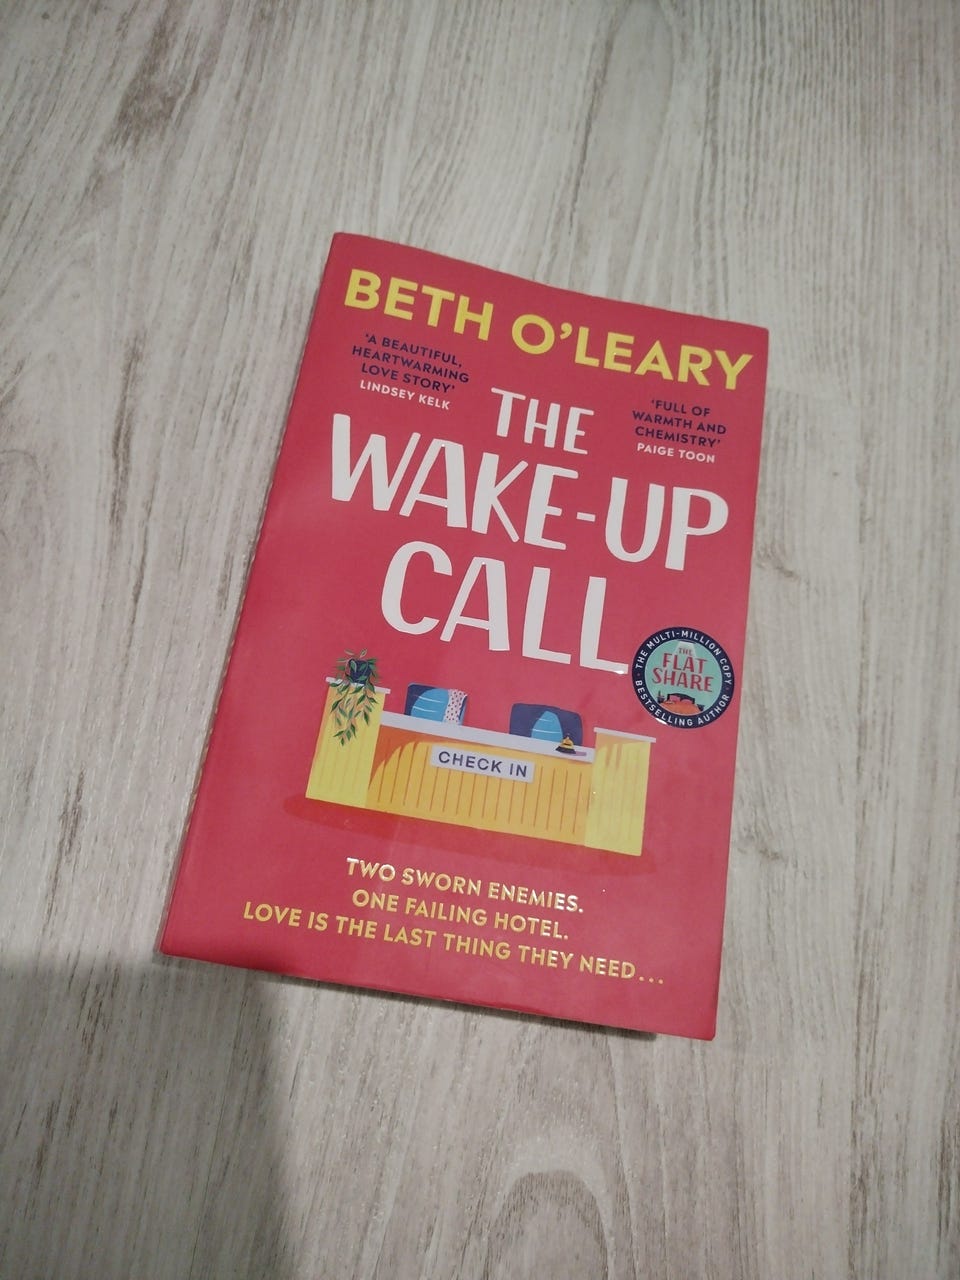 BETH O'LEARY
'A BEAUTIFUL,
HEARTWARMING
LOVE STORY'
LINDSEY KELK
'FULL OF
WARMTH AND
CHEMISTRY'
PAIGE TOON
THE
WAKE-UP
CALL
THE MULTI-MILLION COPY
THE
FLAT
SHARE
BESTSELLING AUTHOR
CHECK IN
TWO SWORN ENEMIES.
ONE FAILING HOTEL.
LOVE IS THE LAST THING THEY NEED...